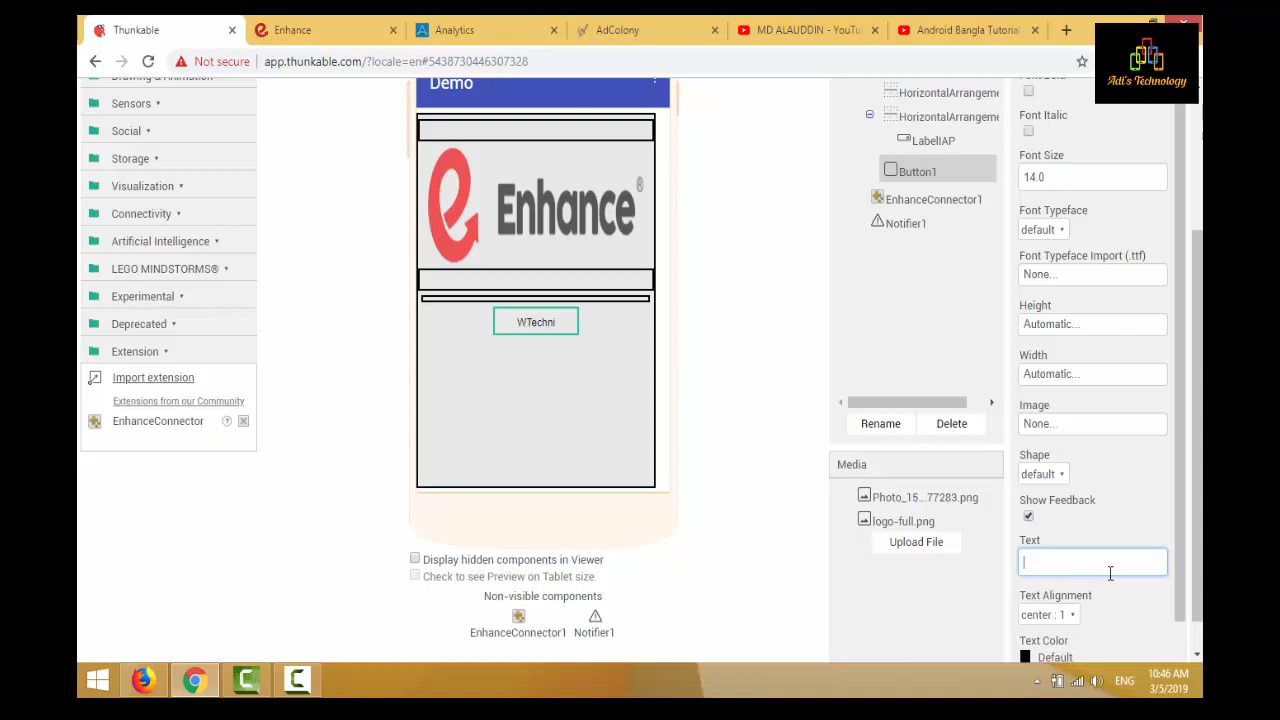 Thunkable
Enhance
Analytics
AdColony
MD ALAUDDIN - YouTu
Android Bangla Tutorial
Not secure
app.thunkable.com/?locale=en#5438730446307328
Adi's Technology
Drawing & Animation
Sensors
Social
Storage
Visualization
Connectivity
Artificial Intelligence
LEGO MINDSTORMS®
Experimental
Deprecated
Extension
Import extension
Extensions from our Community
EnhanceConnector
?
Demo
Enhance®
WTechni
Display hidden components in Viewer
Check to see Preview on Tablet size.
Non-visible components
EnhanceConnector1
Notifier1
HorizontalArrangeme
HorizontalArrangeme
LabelIAP
Button1
EnhanceConnector1
Notifier1
Rename
Delete
Media
Photo_15...77283.png
logo-full.png
Upload File
Font Italic
Font Size
14.0
Font Typeface
default
Font Typeface Import (.ttf)
None...
Height
Automatic...
Width
Automatic...
Image
None...
Shape
default
Show Feedback
Text
Text Alignment
center : 1
Text Color
Default
ENG
10:46 AM
3/5/2019